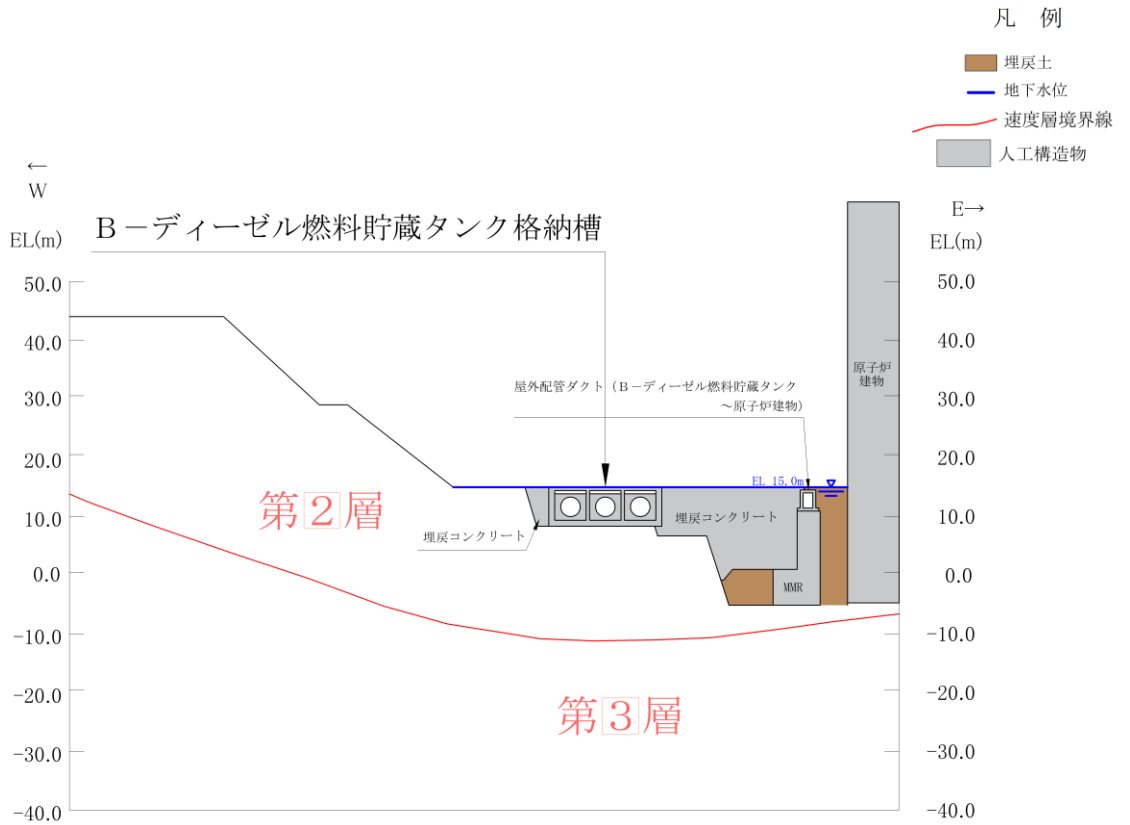 凡 例
埋戻土
地下水位
速度層境界線
人工構造物
←
W
E→
EL(m)
EL(m)
B-ディーゼル燃料貯蔵タンク格納槽
50.0
40.0
30.0
20.0
10.0
0.0
-10.0
-20.0
-30.0
-40.0
屋外配管ダクト(B-ディーゼル燃料貯蔵タンク
~原子炉建物)
原子炉
建物
EL 15.0m
第2層
埋戻コンクリート
埋戻コンクリート
MMR
第3層
50.0
40.0
30.0
20.0
10.0
0.0
-10.0
-20.0
-30.0
-40.0